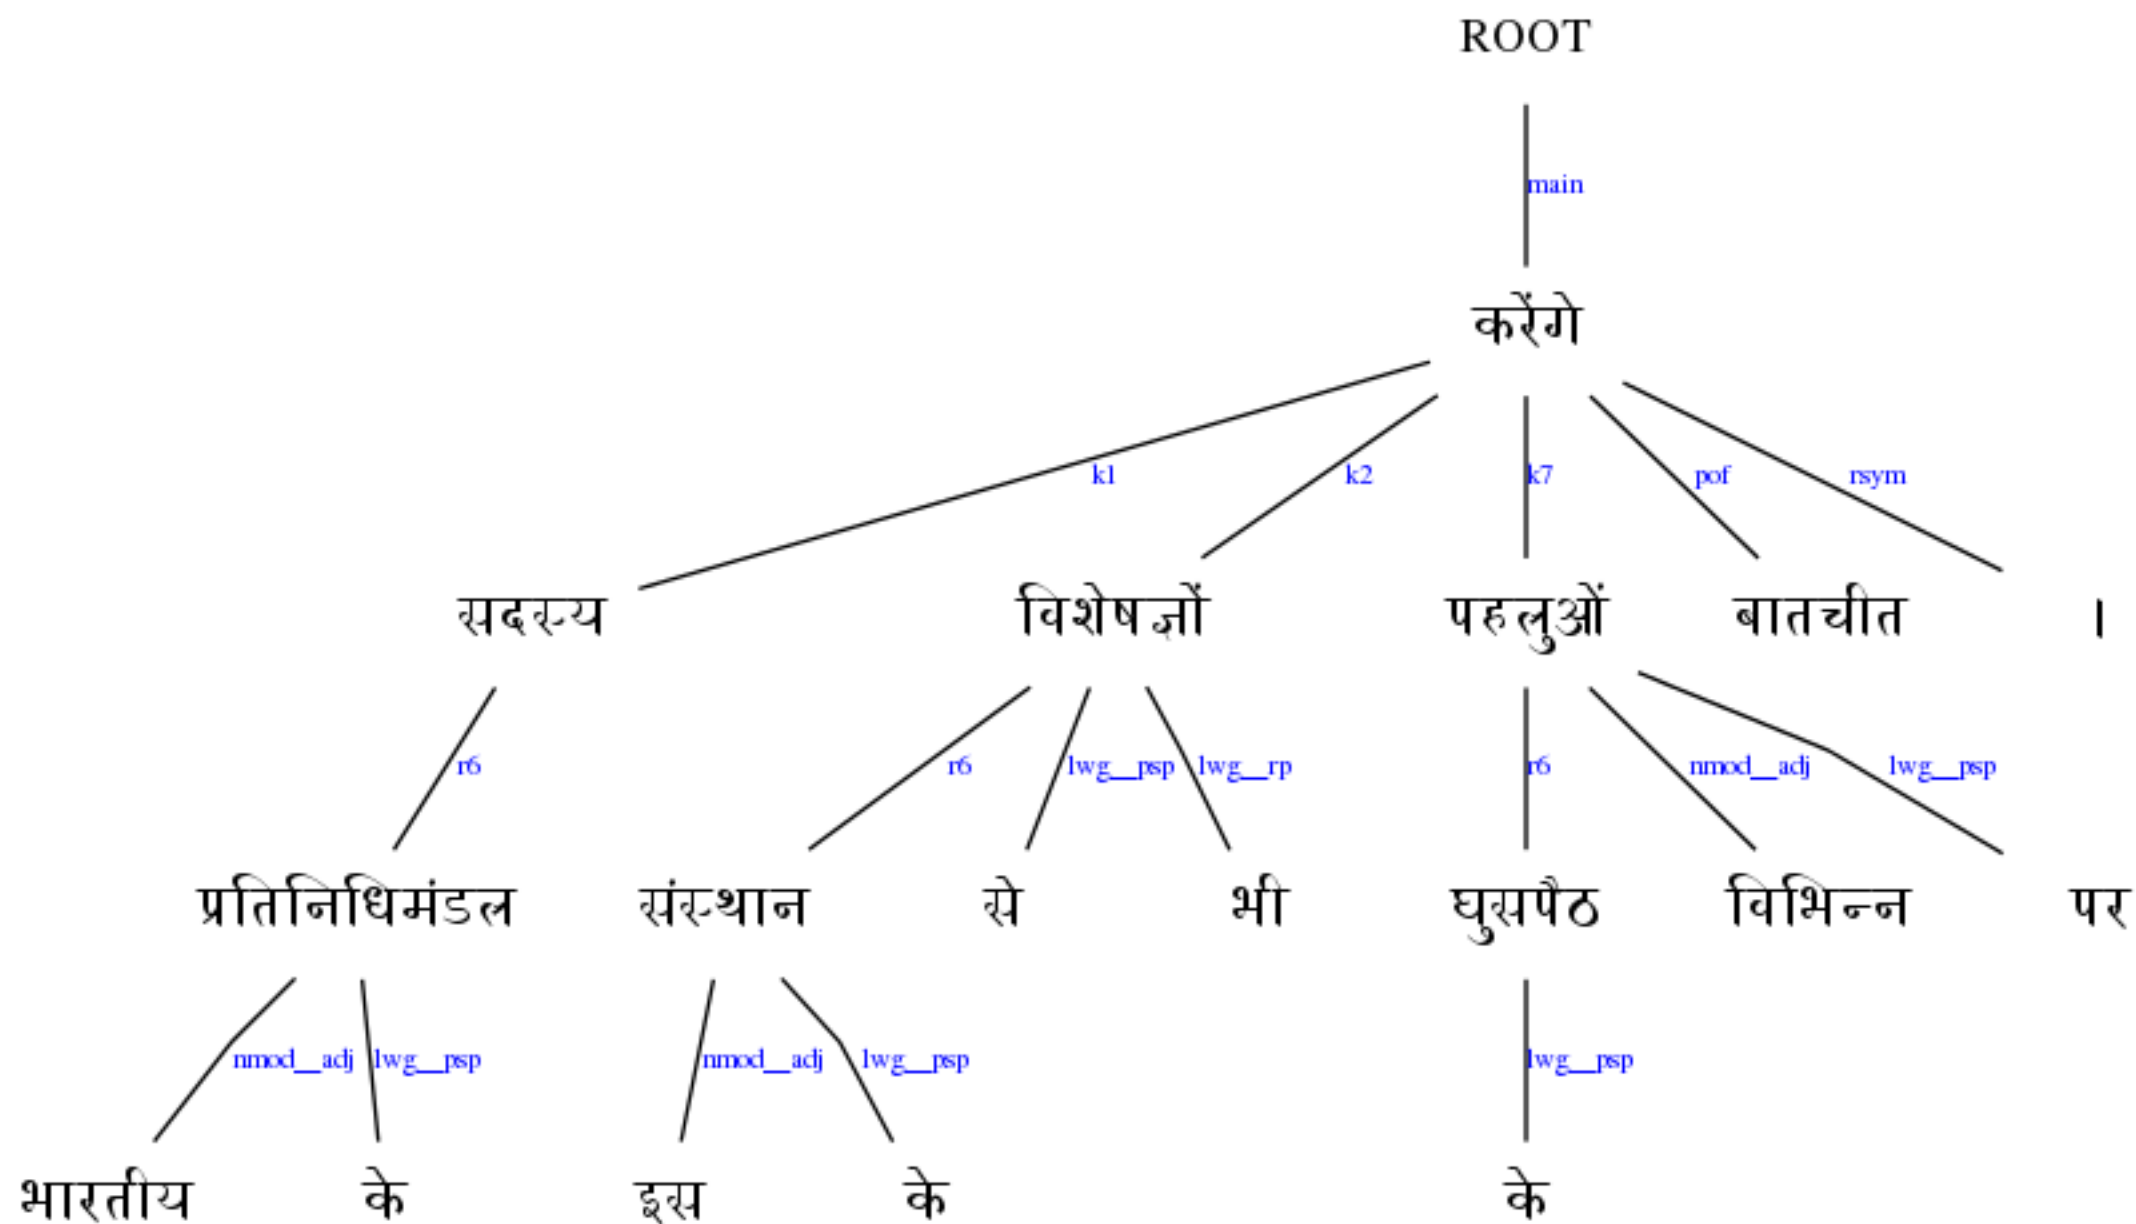 ROOT
main
करेंगे
k1 k2 k7 pof rsym
सदस्य विशेषज्ञों पहलुओं बातचीत ।
r6 r6 lwg__psp lwg__rp r6 nmod__adj lwg__psp
प्रतिनिधिमंडल संस्थान से भी घुसपैठ विभिन्न पर
nmod__adj lwg__psp nmod__adj lwg__psp lwg__psp
भारतीय के इस के के